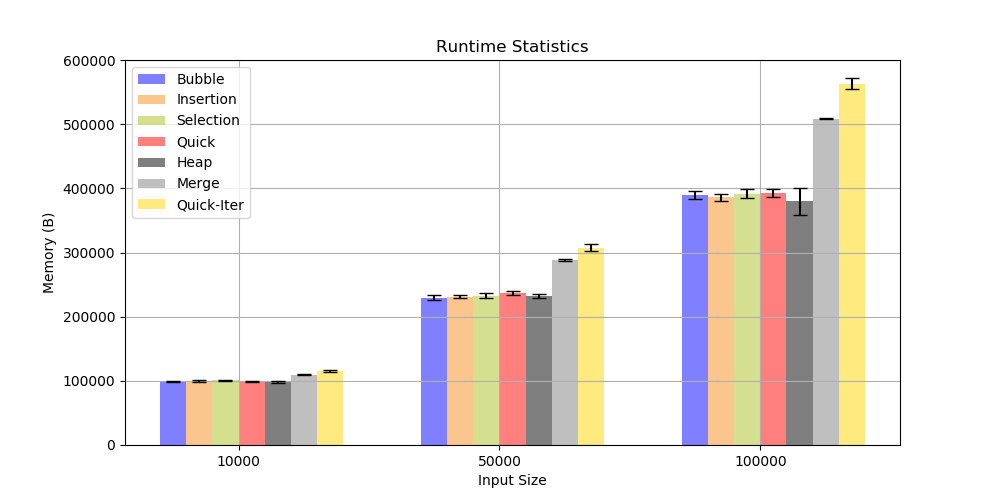 Runtime Statistics
600000
500000
400000
300000
200000
100000
0
Memory (B)
Bubble
Insertion
Selection
Quick
Heap
Merge
Quick-Iter
10000
50000
100000
Input Size